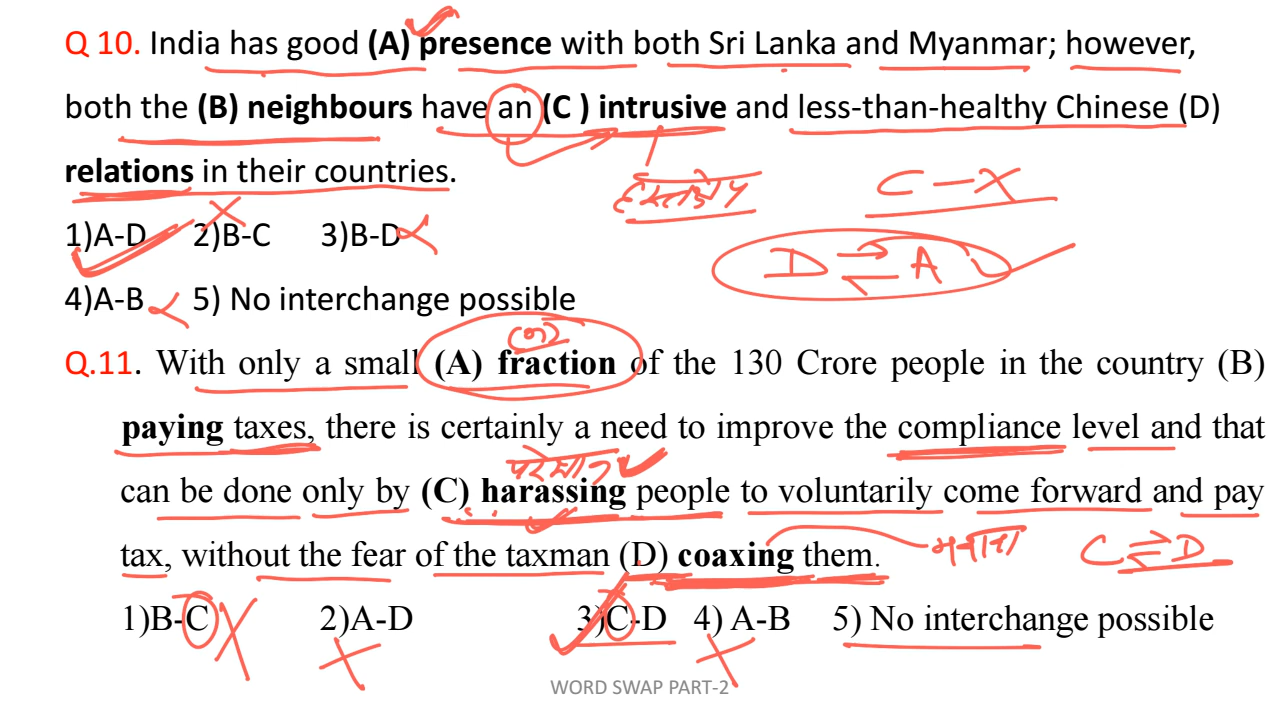 Q 10. India has good (A) presence with both Sri Lanka and Myanmar; however,
both the (B) neighbours have an (C ) intrusive and less-than-healthy Chinese (D)
relations in their countries.
C – X
1)A-D 2)B-C 3)B-D
D ⇌ A
4)A-B 5) No interchange possible
Q.11. With only a small (A) fraction of the 130 Crore people in the country (B)
paying taxes, there is certainly a need to improve the compliance level and that
can be done only by (C) harassing people to voluntarily come forward and pay
tax, without the fear of the taxman (D) coaxing them.
C ⇌ D
1)B-C 2)A-D 3)C-D 4) A-B 5) No interchange possible
WORD SWAP PART-2